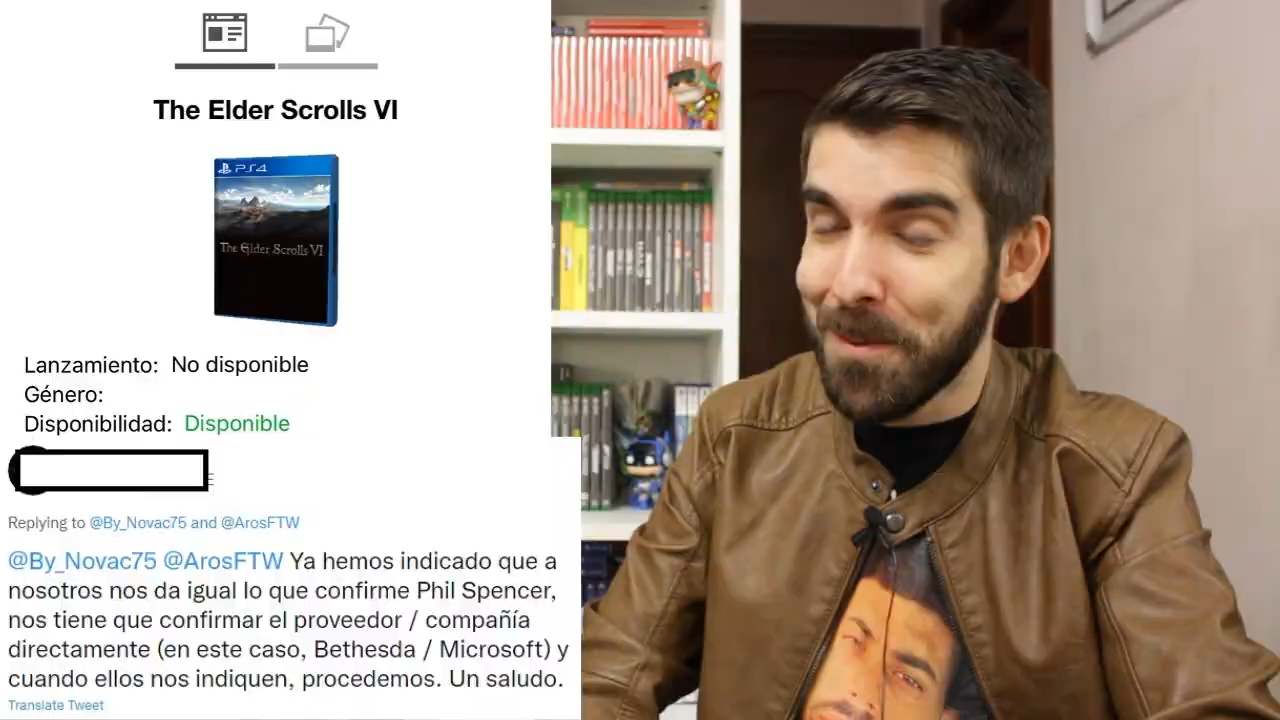 The Elder Scrolls VI
PS4
The Elder Scrolls VI
Lanzamiento: No disponible
Género:
Disponibilidad: Disponible
Replying to @By_Novac75 and @ArosFTW
@By_Novac75 @ArosFTW Ya hemos indicado que a
nosotros nos da igual lo que confirme Phil Spencer,
nos tiene que confirmar el proveedor / compañía
directamente (en este caso, Bethesda / Microsoft) y
cuando ellos nos indiquen, procedemos. Un saludo.
Translate Tweet